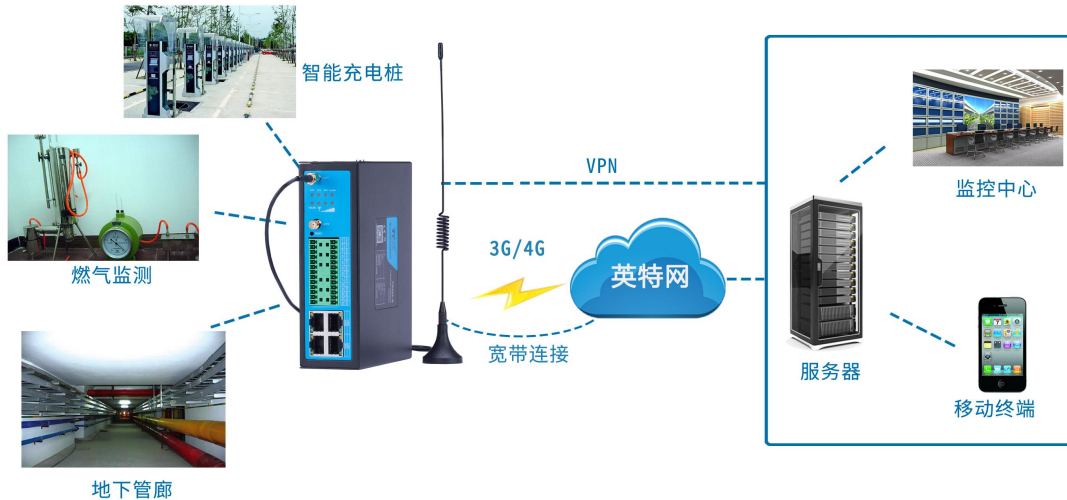 智能充电桩
燃气监测
地下管廊
VPN
3G/4G
英特网
宽带连接
监控中心
服务器
移动终端